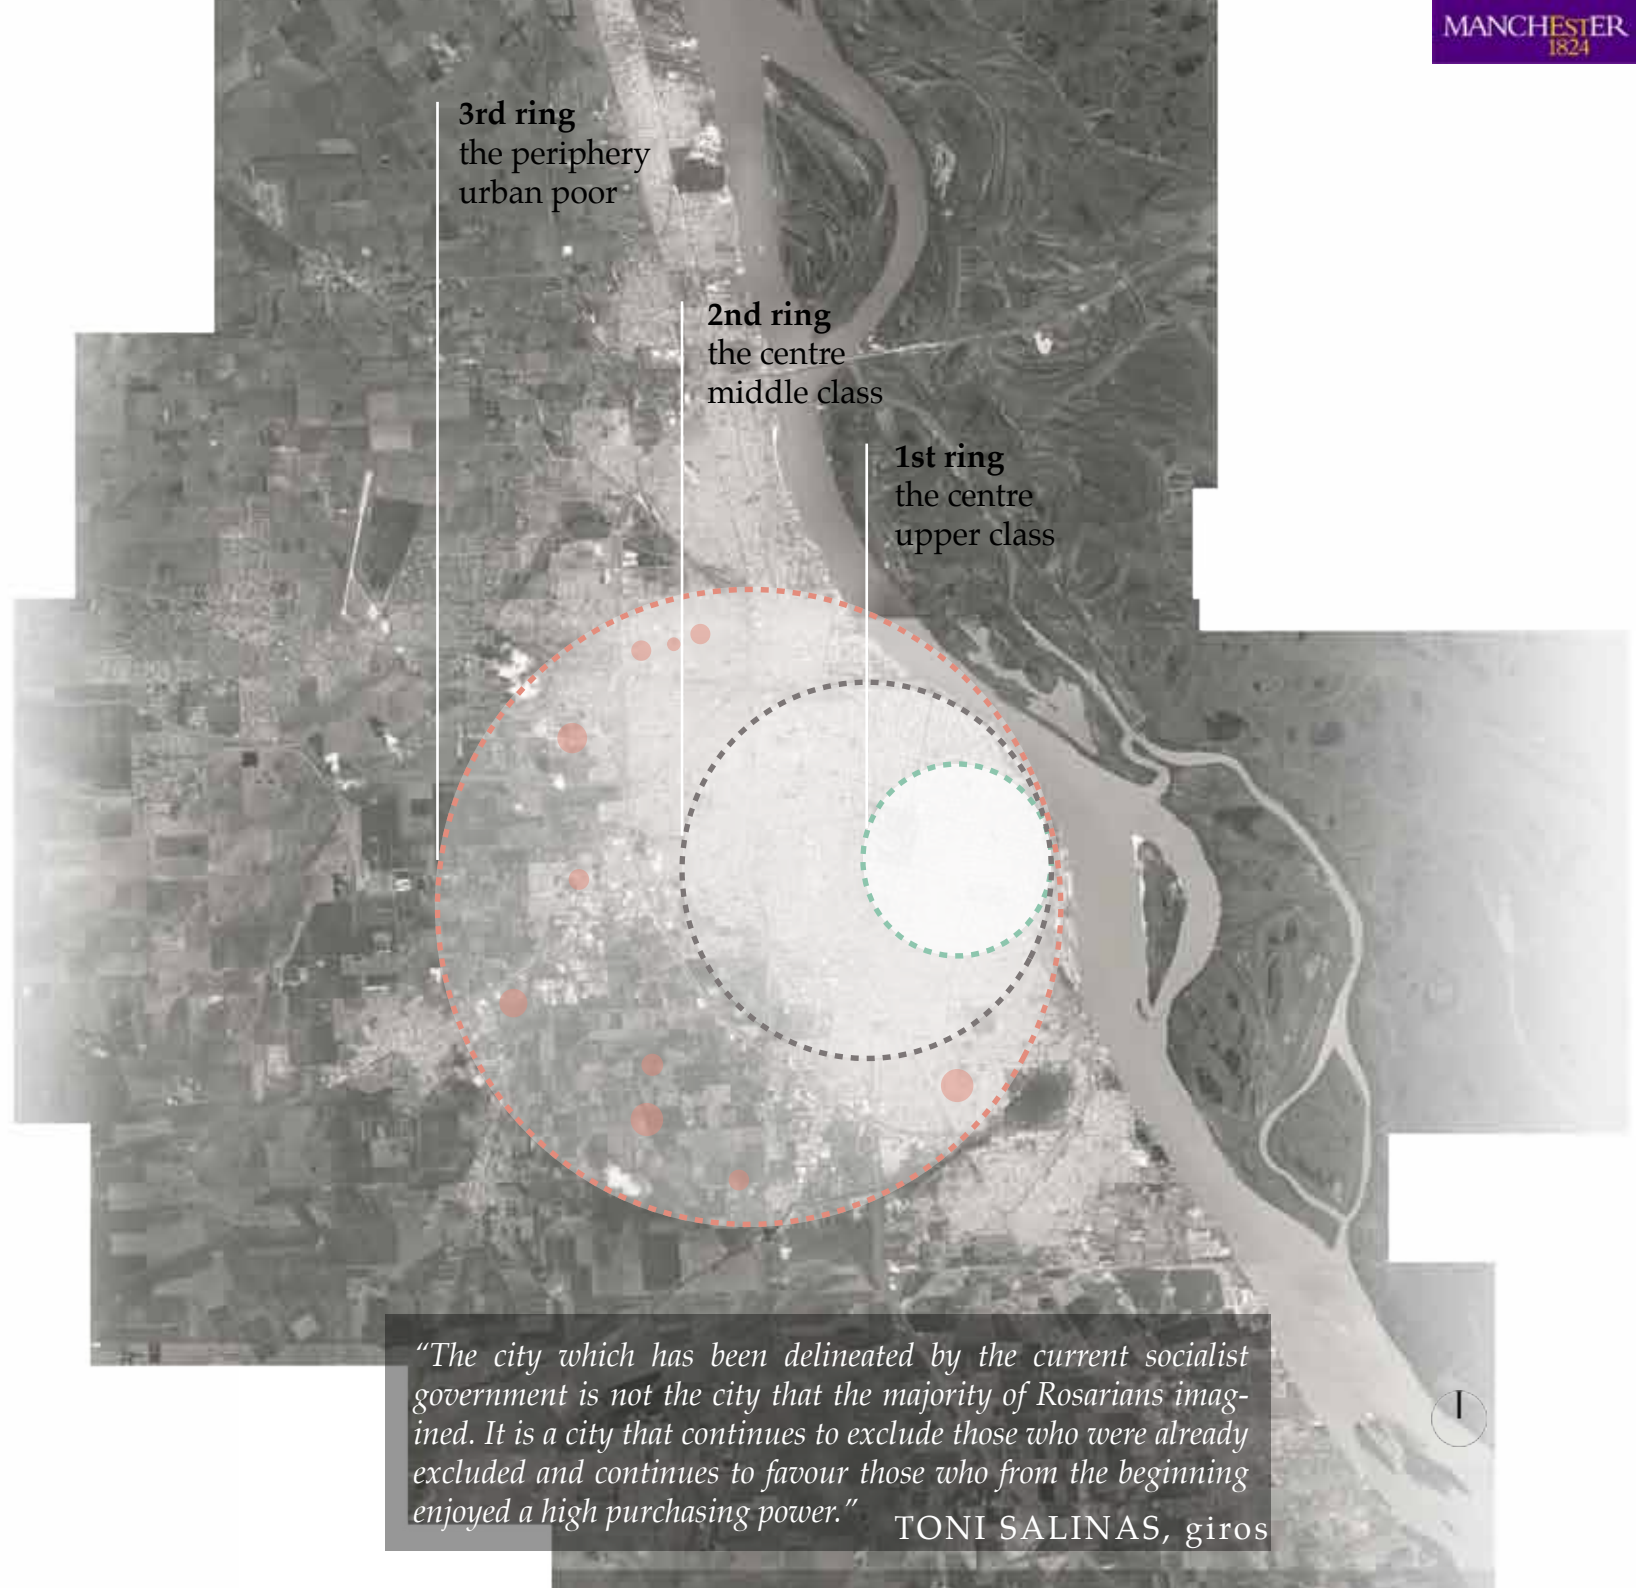 MANCHESTER
1824
3rd ring
the periphery
urban poor
2nd ring
the centre
middle class
1st ring
the centre
upper class
“The city which has been delineated by the current socialist
government is not the city that the majority of Rosarians imag-
ined. It is a city that continues to exclude those who were already
excluded and continues to favour those who from the beginning
enjoyed a high purchasing power.”
TONI SALINAS, giros